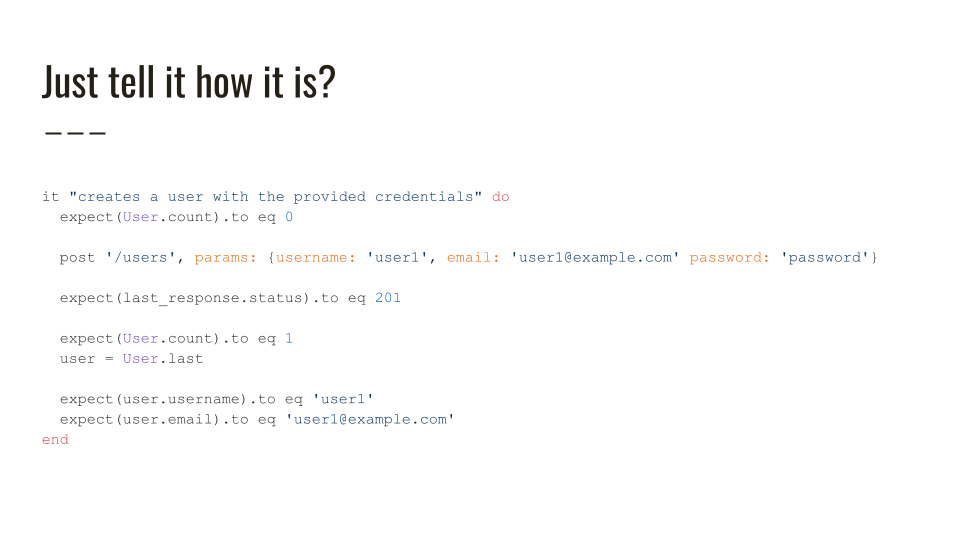 Just tell it how it is?
it "creates a user with the provided credentials" do
  expect(User.count).to eq 0
  post '/users', params: {username: 'user1', email: 'user1@example.com' password: 'password'}
  expect(last_response.status).to eq 201
  expect(User.count).to eq 1
  user = User.last
  expect(user.username).to eq 'user1'
  expect(user.email).to eq 'user1@example.com'
end